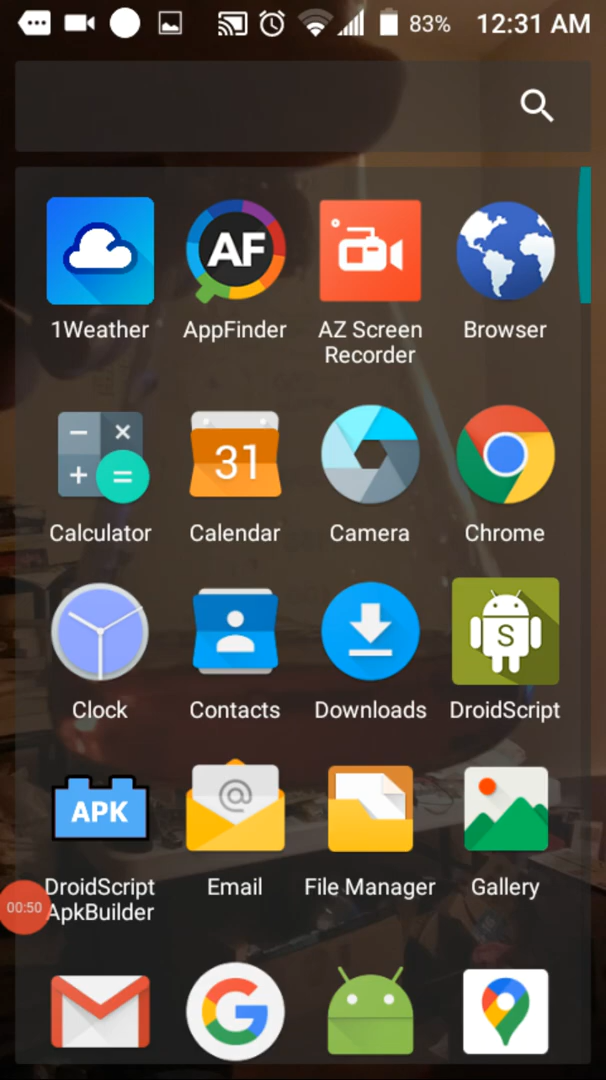 83% 12:31 AM
AF
1Weather AppFinder AZ Screen Recorder Browser
31
Calculator Calendar Camera Chrome
S
Clock Contacts Downloads DroidScript
APK
@
DroidScript ApkBuilder Email File Manager Gallery
00:50
G